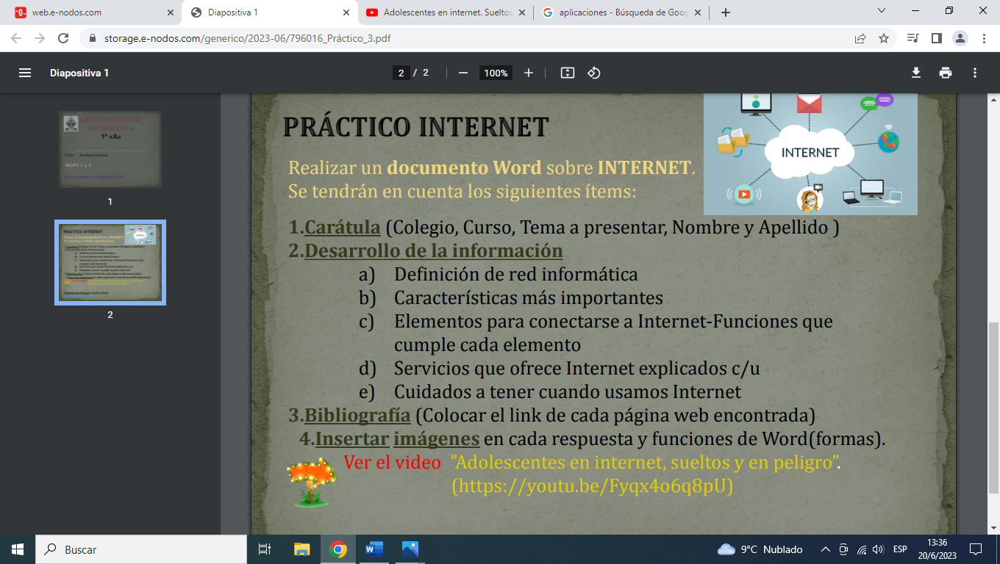 web.e-nodos.com
Diapositiva 1
Adolescentes en internet. Sueltos
aplicaciones - Búsqueda de Goog
storage.e-nodos.com/generico/2023-06/796016_Práctico_3.pdf
Diapositiva 1
2 / 2
100%
LABORATORIO DE
INFORMÁTICA
1º «A»
GRUPO 1 y 2
1
2
PRÁCTICO INTERNET
INTERNET
Realizar un documento Word sobre INTERNET.
Se tendrán en cuenta los siguientes ítems:
1.Carátula (Colegio, Curso, Tema a presentar, Nombre y Apellido )
2.Desarrollo de la información
a) Definición de red informática
b) Características más importantes
c) Elementos para conectarse a Internet-Funciones que
cumple cada elemento
d) Servicios que ofrece Internet explicados c/u
e) Cuidados a tener cuando usamos Internet
3.Bibliografía (Colocar el link de cada página web encontrada)
4.Insertar imágenes en cada respuesta y funciones de Word(formas).
Ver el video ”Adolescentes en internet, sueltos y en peligro”.
(https://youtu.be/Fyqx4o6q8pU)
Buscar
9°C Nublado
ESP
13:36
20/6/2023